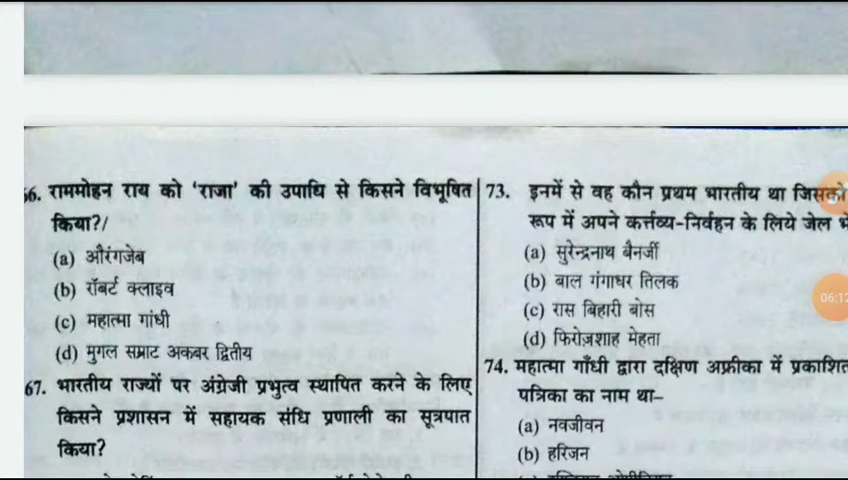 66. राममोहन राय को 'राजा' की उपाधि से किसने विभूषित
किया?/
(a) औरंगजेब
(b) रॉबर्ट क्लाइव
(c) महात्मा गांधी
(d) मुगल सम्राट अकबर द्वितीय
67. भारतीय राज्यों पर अंग्रेजी प्रभुत्व स्थापित करने के लिए
किसने प्रशासन में सहायक संधि प्रणाली का सूत्रपात
किया?
73. इनमें से वह कौन प्रथम भारतीय था जिसको
रूप में अपने कर्त्तव्य-निर्वहन के लिये जेल
(a) सुरेन्द्रनाथ बैनर्जी
(b) बाल गंगाधर तिलक
(c) रास बिहारी बोस
(d) फिरोज़शाह मेहता
74. महात्मा गाँधी द्वारा दक्षिण अफ्रीका में प्रकाशित
पत्रिका का नाम था–
(a) नवजीवन
(b) हरिजन
06:12